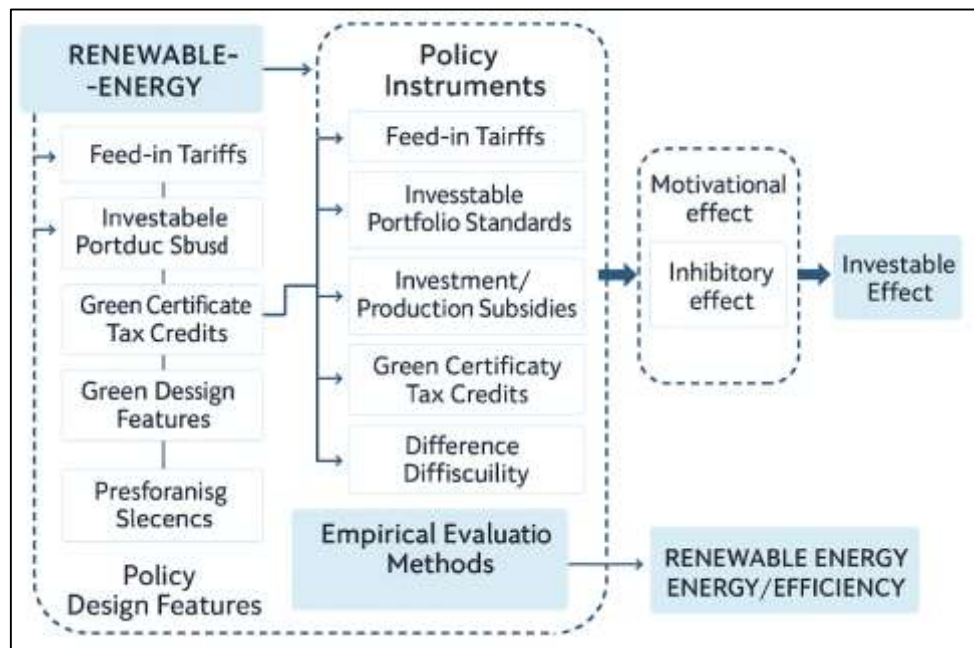 RENEWABLE-
-ENERGY
Feed-in Tariffs
Investabele
Portduc Sbusd
Green Certificate
Tax Credits
Green Dessign
Features
Presforanisg
Slecencs
Policy
Design Features
Policy
Instruments
Feed-in Tairffs
Invesstable
Portfolio Standards
Investment/
Production Subsidies
Green Certificaty
Tax Credits
Difference
Diffiscuility
Empirical Evaluatio
Methods
Motivational
effect
Inhibitory
effect
Investable
Effect
RENEWABLE ENERGY
ENERGY/EFFICIENCY